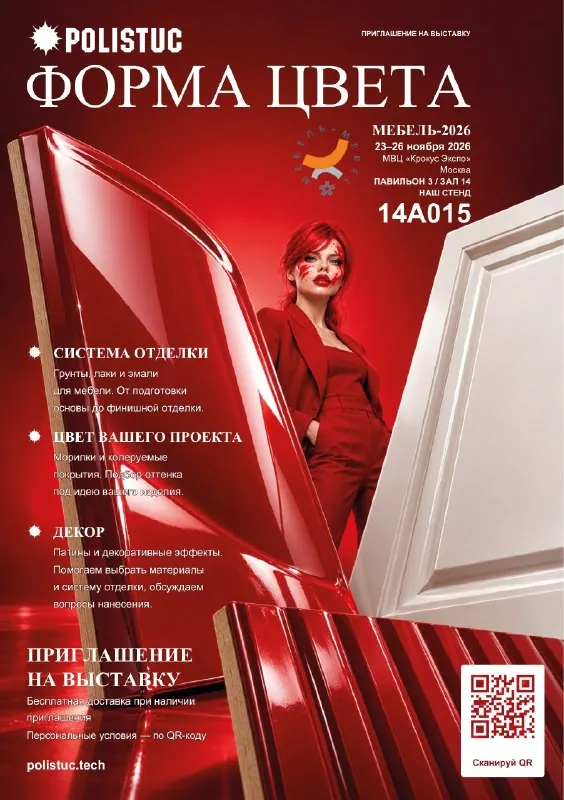 POLISTUC
ПРИГЛАШЕНИЕ НА ВЫСТАВКУ
ФОРМА ЦВЕТА
МЕБЕЛЬ-2026
23–26 ноября 2026
МВЦ «Крокус Экспо»
Москва
ПАВИЛЬОН 3 / ЗАЛ 14
НАШ СТЕНД
14A015
МЕБЕЛЬ
СИСТЕМА ОТДЕЛКИ
Грунты, лаки и эмали
для мебели. От подготовки
основы до финишной отделки.
ЦВЕТ ВАШЕГО ПРОЕКТА
Морилки и колеруемые
покрытия. Подбор оттенка
под идею вашего изделия.
ДЕКОР
Патины и декоративные эффекты.
Помогаем выбрать материалы
и систему отделки, обсуждаем
вопросы нанесения.
ПРИГЛАШЕНИЕ
НА ВЫСТАВКУ
Бесплатная доставка при наличии
приглашения
Персональные условия — по QR-коду
polistuc.tech
Сканируй QR